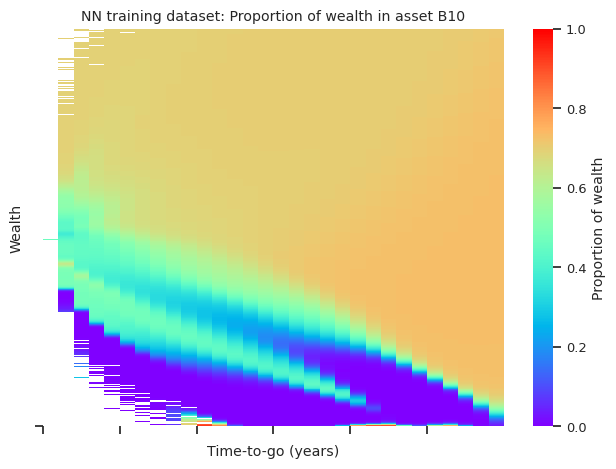 NN training dataset: Proportion of wealth in asset B10
Wealth
Time-to-go (years)
1.0
0.8
0.6
0.4
0.2
0.0
Proportion of wealth